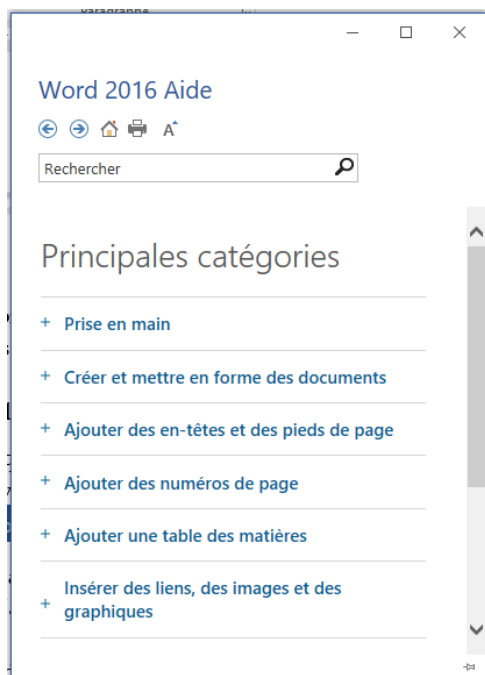 Paragraphe
Word 2016 Aide
A
Rechercher
Principales catégories
+ Prise en main
+ Créer et mettre en forme des documents
+ Ajouter des en-têtes et des pieds de page
+ Ajouter des numéros de page
+ Ajouter une table des matières
+ Insérer des liens, des images et des
graphiques